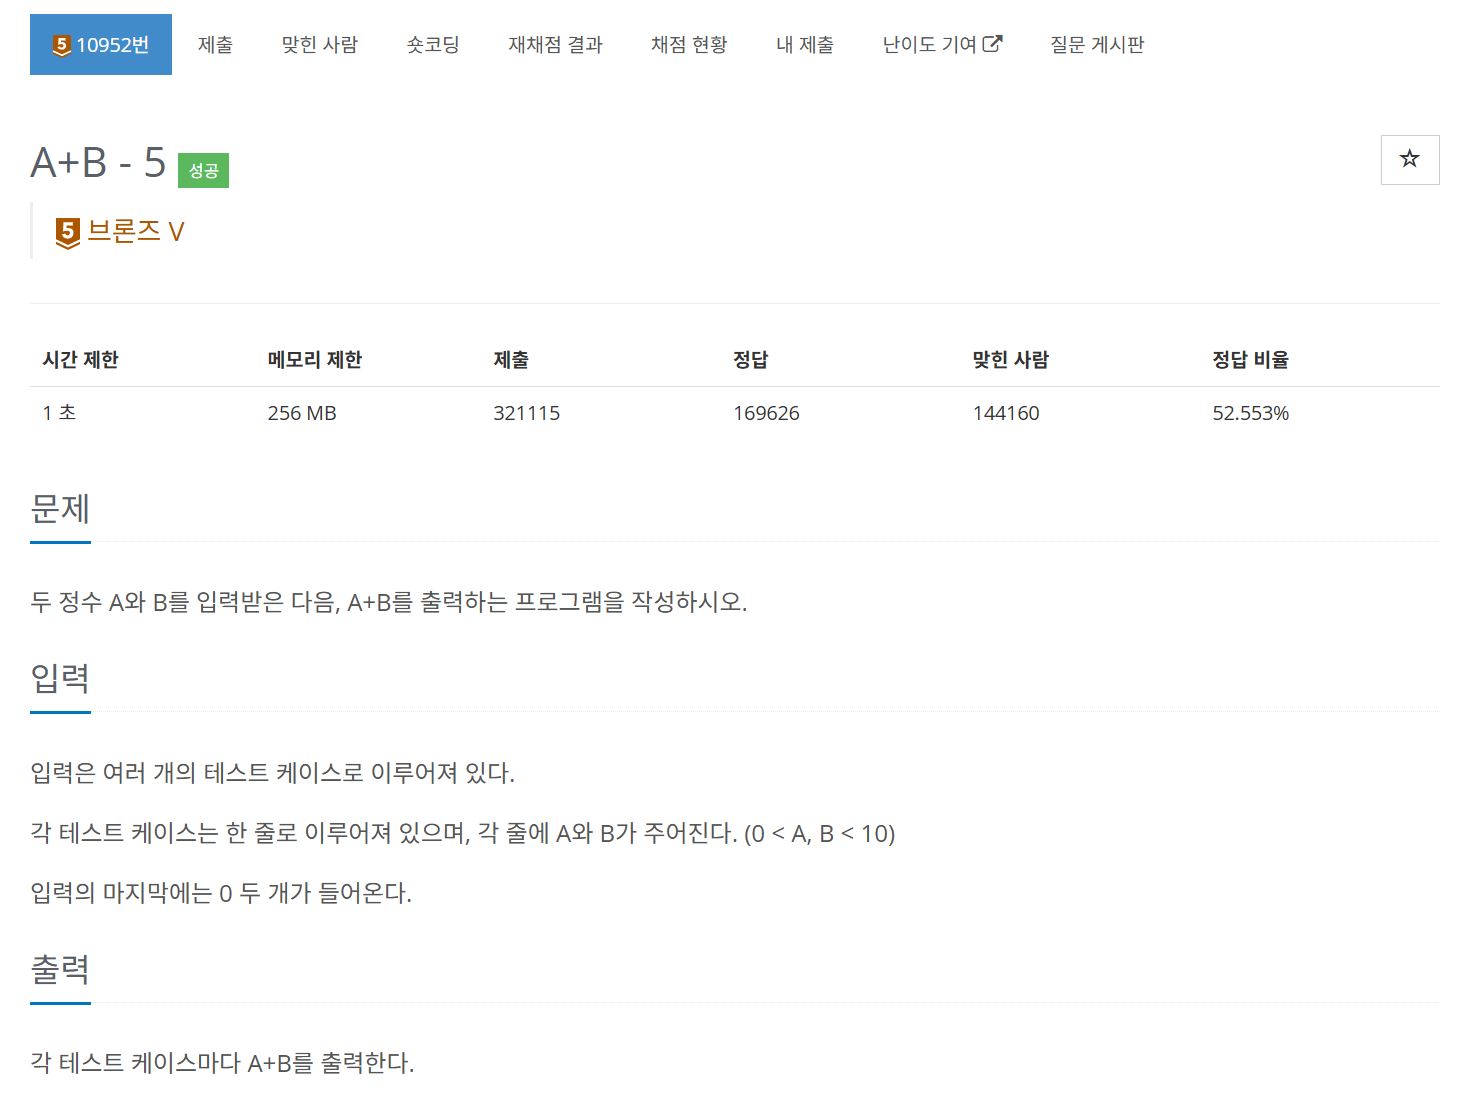 5 10952번 제출 맞힌 사람 숏코딩 재채점 결과 채점 현황 내 제출 난이도 기여 질문 게시판
A+B - 5 성공
5 브론즈 V
시간 제한 메모리 제한 제출 정답 맞힌 사람 정답 비율
1 초 256 MB 321115 169626 144160 52.553%
문제
두 정수 A와 B를 입력받은 다음, A+B를 출력하는 프로그램을 작성하시오.
입력
입력은 여러 개의 테스트 케이스로 이루어져 있다.
각 테스트 케이스는 한 줄로 이루어져 있으며, 각 줄에 A와 B가 주어진다. (0 < A, B < 10)
입력의 마지막에는 0 두 개가 들어온다.
출력
각 테스트 케이스마다 A+B를 출력한다.